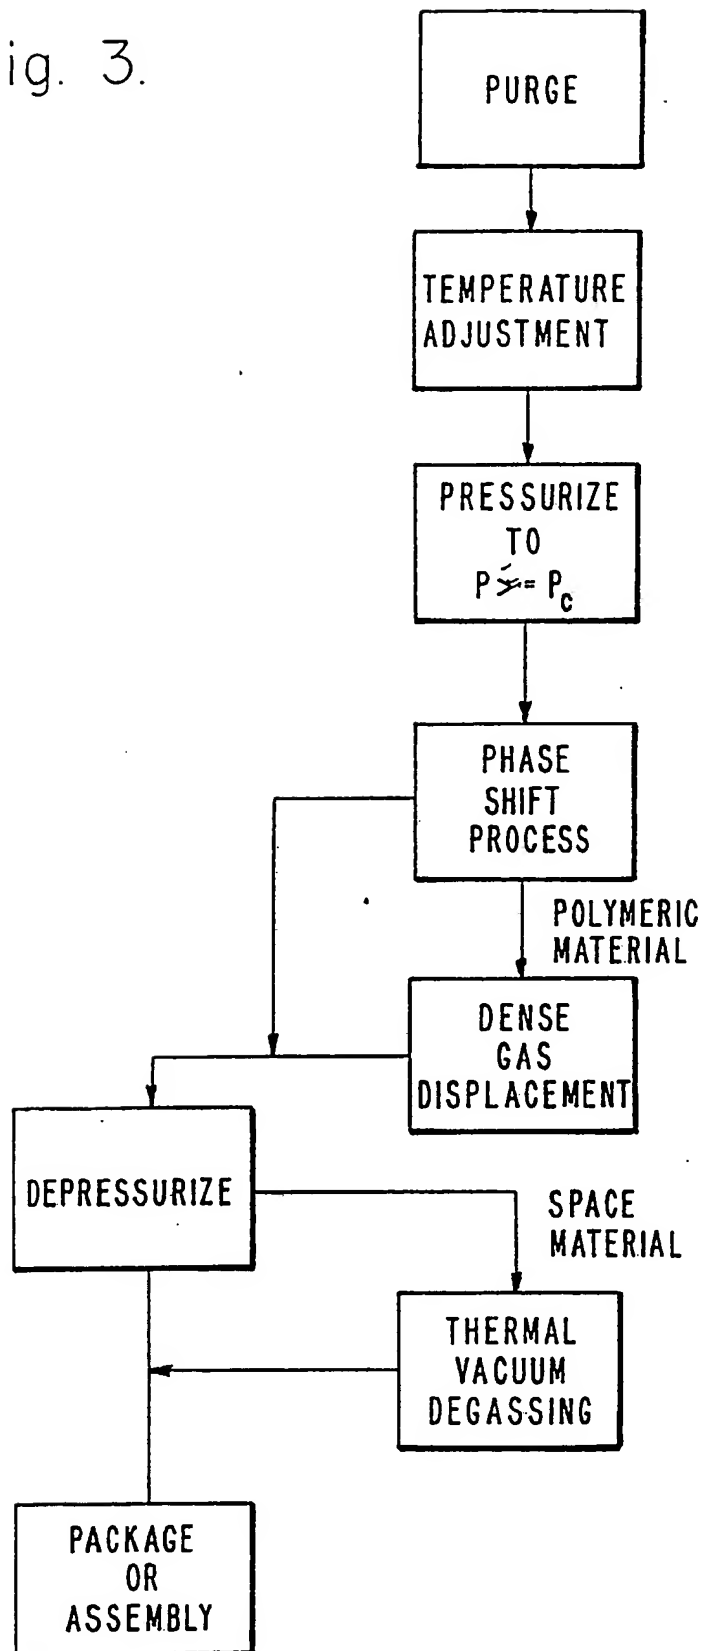 ig. 3.
PURGE
TEMPERATURE
ADJUSTMENT
PRESSURIZE
TO
P >= Pc
PHASE
SHIFT
PROCESS
POLYMERIC
MATERIAL
DENSE
GAS
DISPLACEMENT
DEPRESSURIZE
SPACE
MATERIAL
THERMAL
VACUUM
DEGASSING
PACKAGE
OR
ASSEMBLY